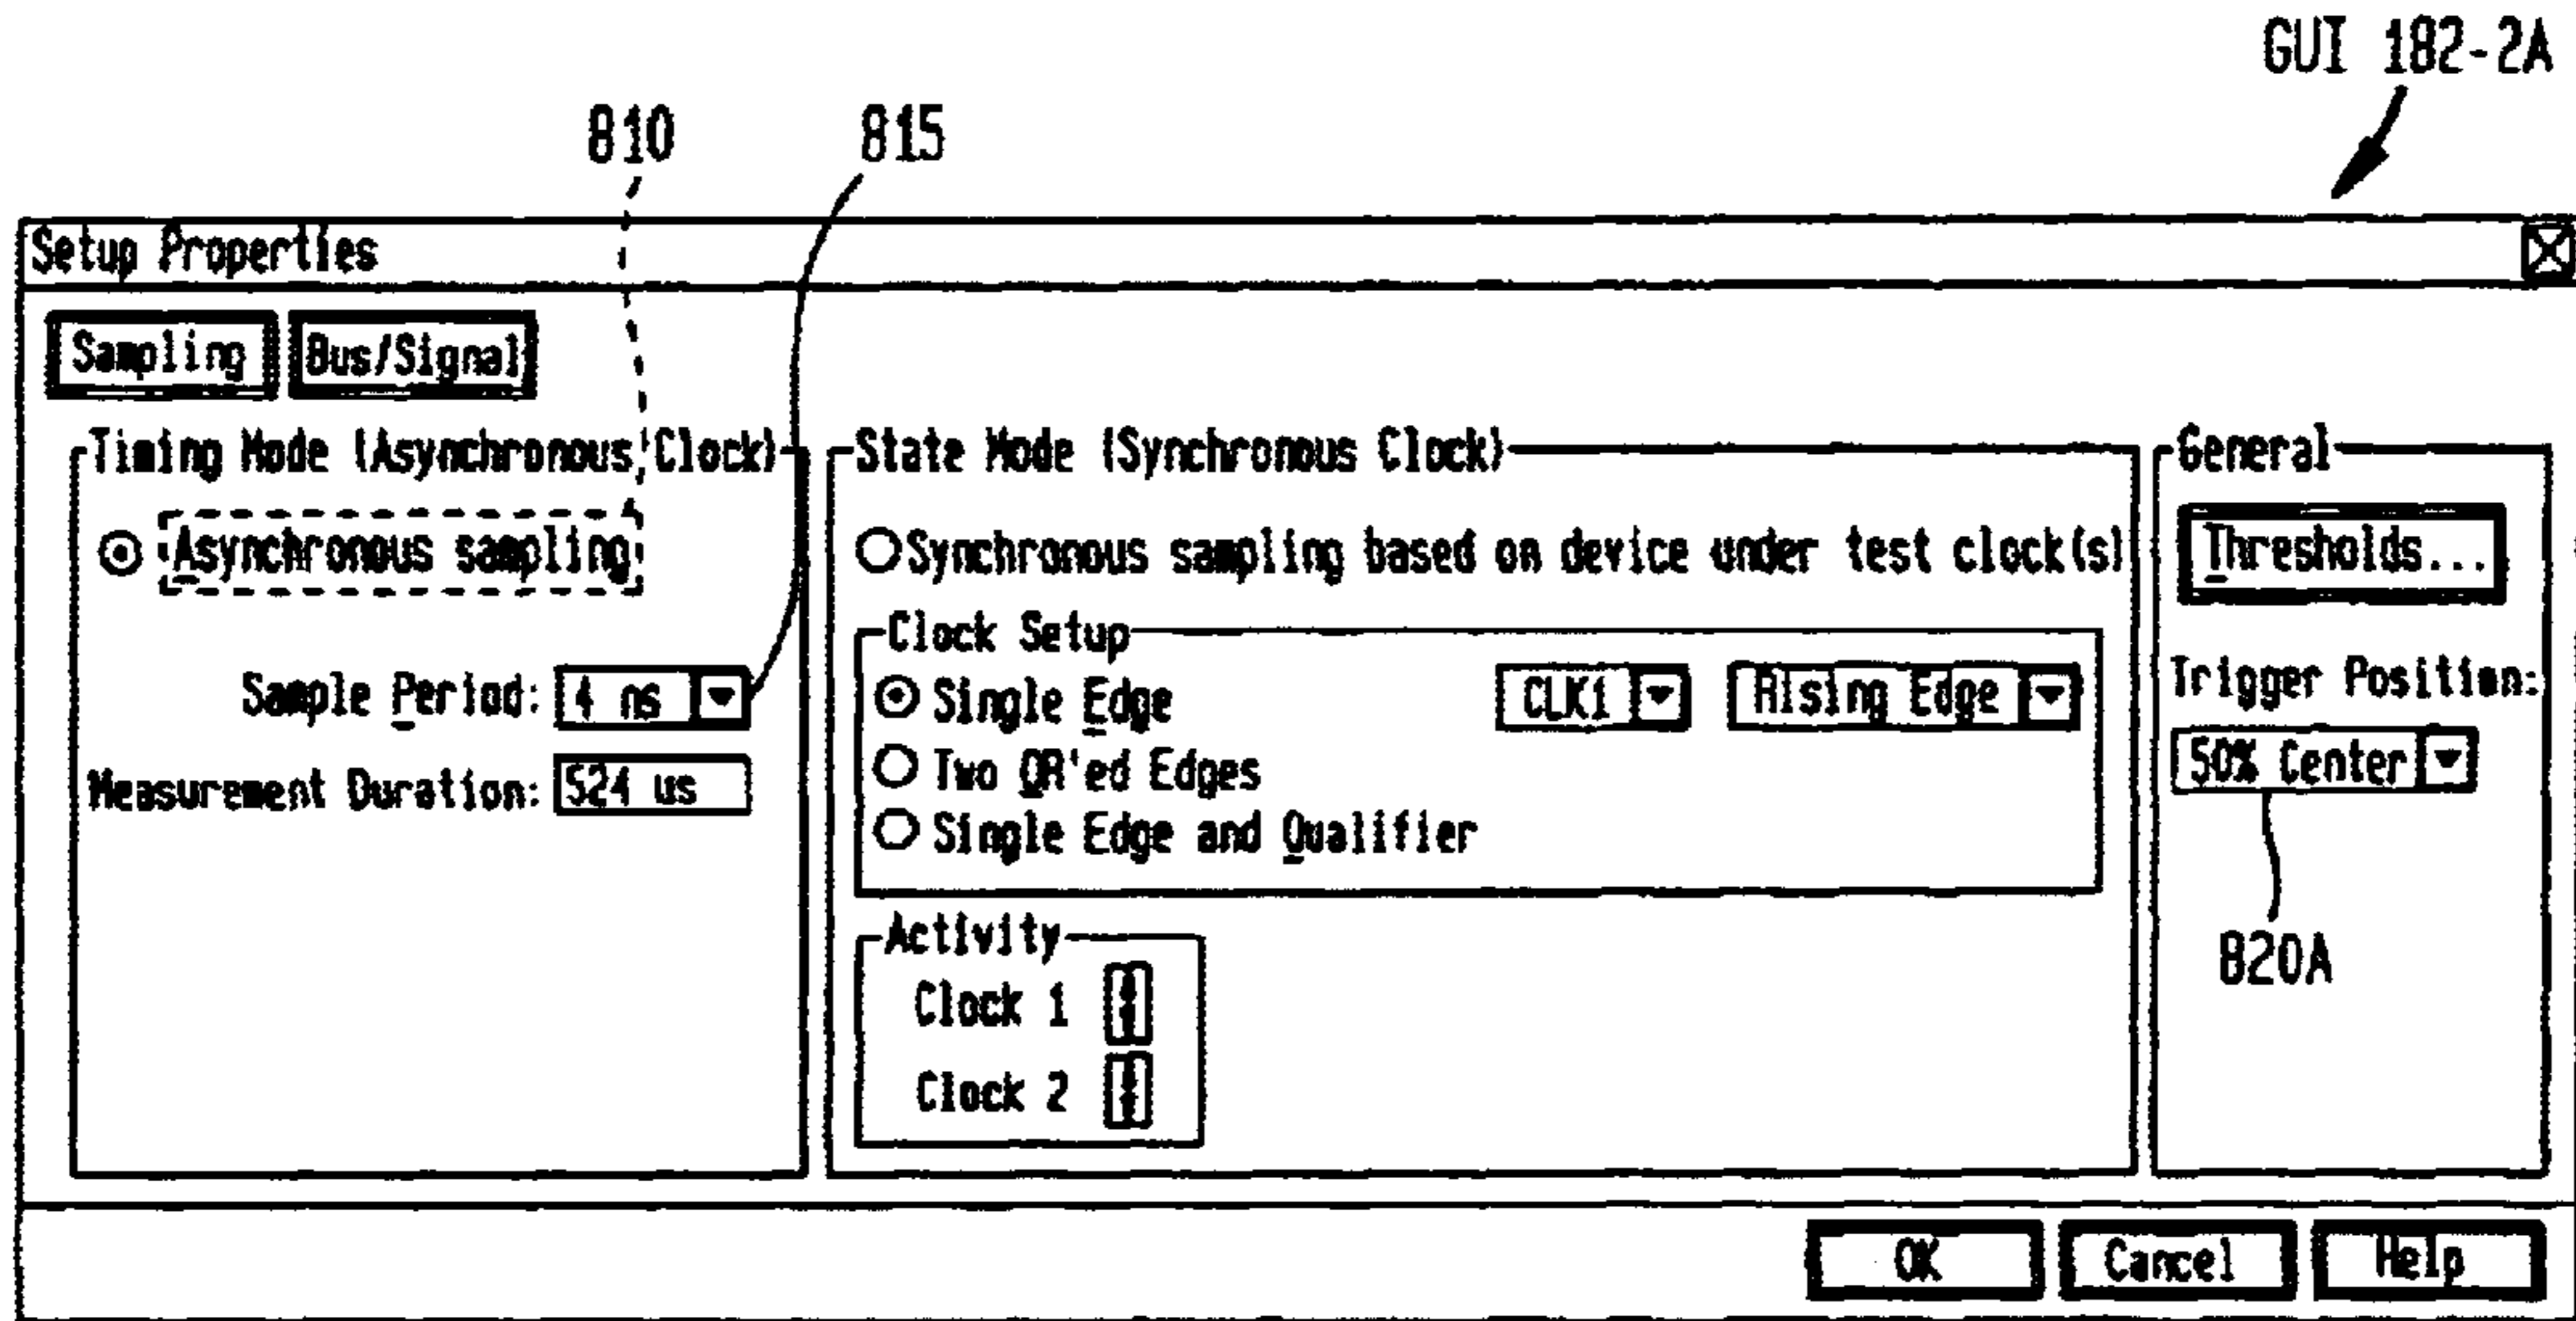 GUI 182-2A
810 815
Setup Properties
Sampling Bus/Signal
Timing Mode (Asynchronous Clock)
Asynchronous sampling
Sample Period: 4 ns
Measurement Duration: 524 us
State Mode (Synchronous Clock)
Synchronous sampling based on device under test clock(s)
Clock Setup
Single Edge CLK1 Rising Edge
Two OR'ed Edges
Single Edge and Qualifier
Activity
Clock 1
Clock 2
General
Thresholds...
Trigger Position:
50% Center
820A
OK Cancel Help